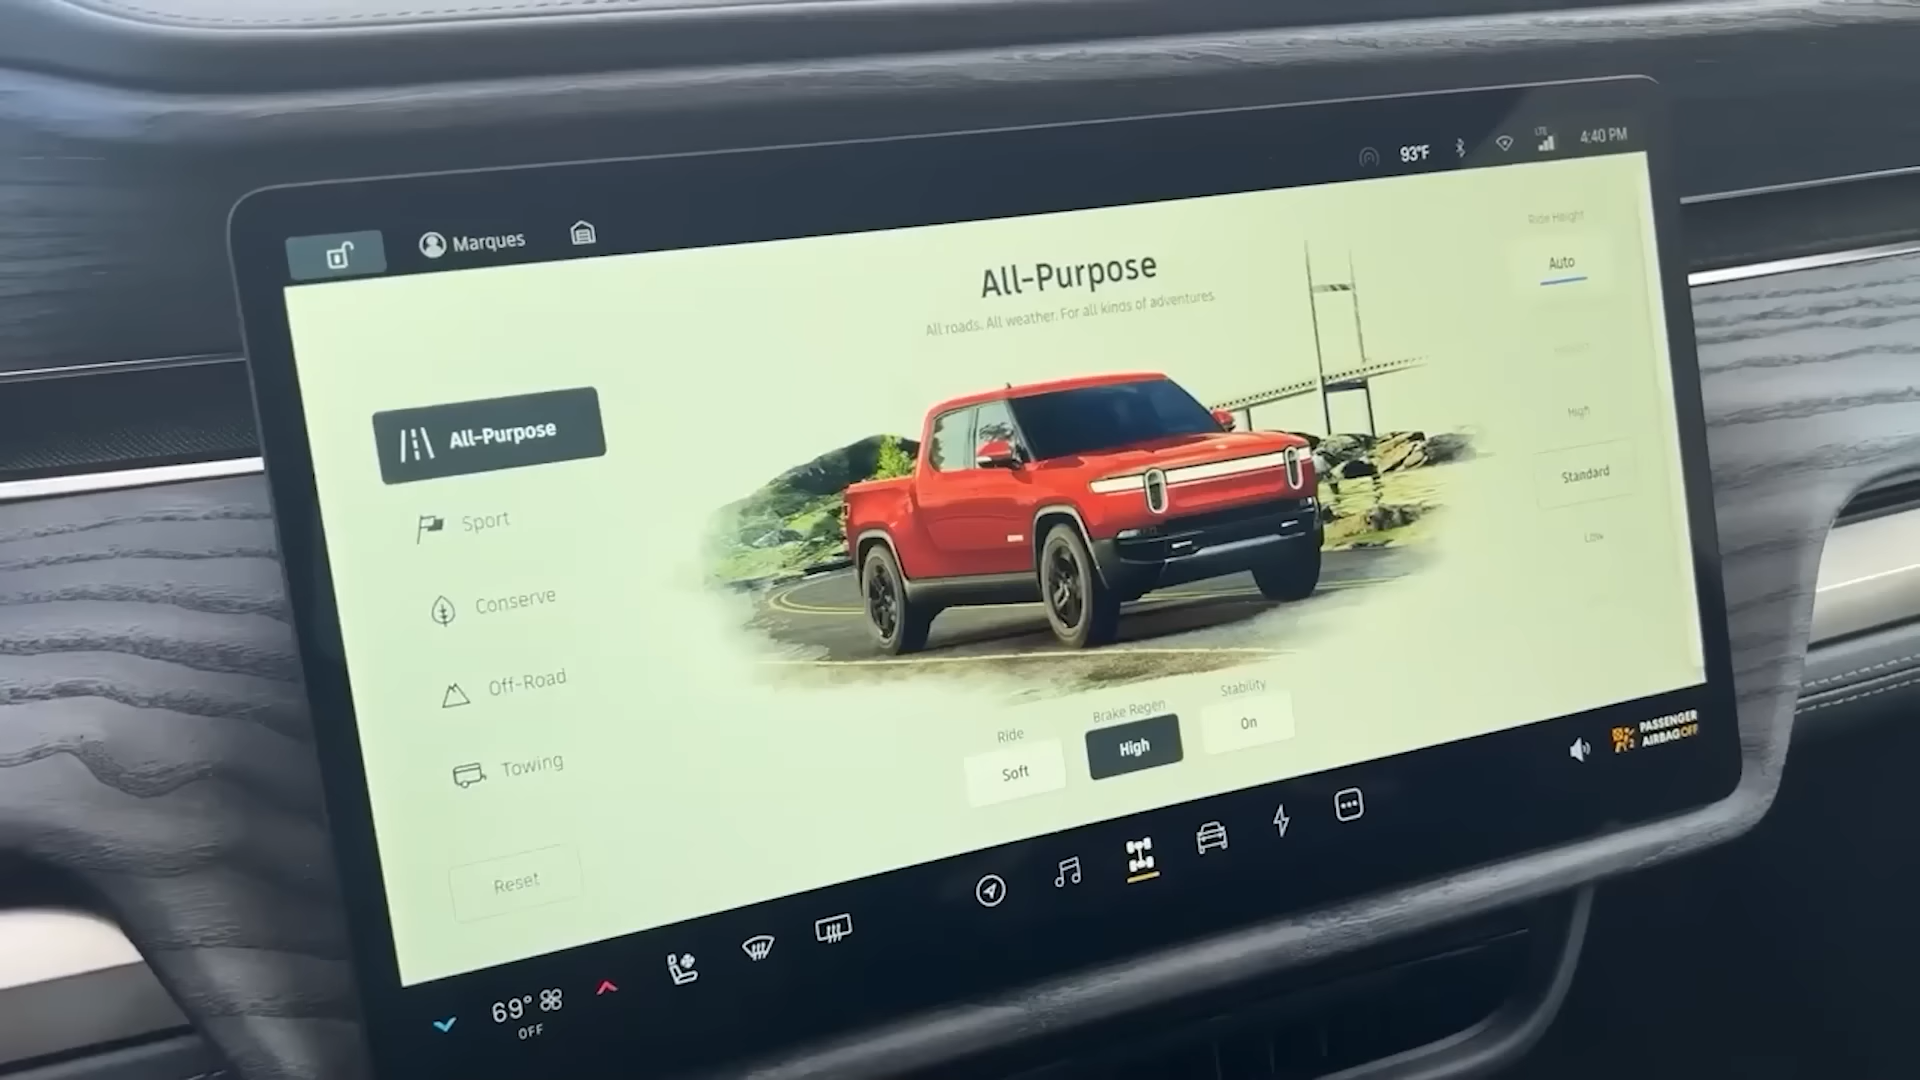 Marques
93°F
LTE
4:40 PM
All-Purpose
All roads. All weather. For all kinds of adventures.
Ride Height
Auto
High
Standard
Low
All-Purpose
Sport
Conserve
Off-Road
Towing
Reset
Ride
Soft
Brake Regen
High
Stability
On
PASSENGER
AIRBAG OFF
69°
OFF